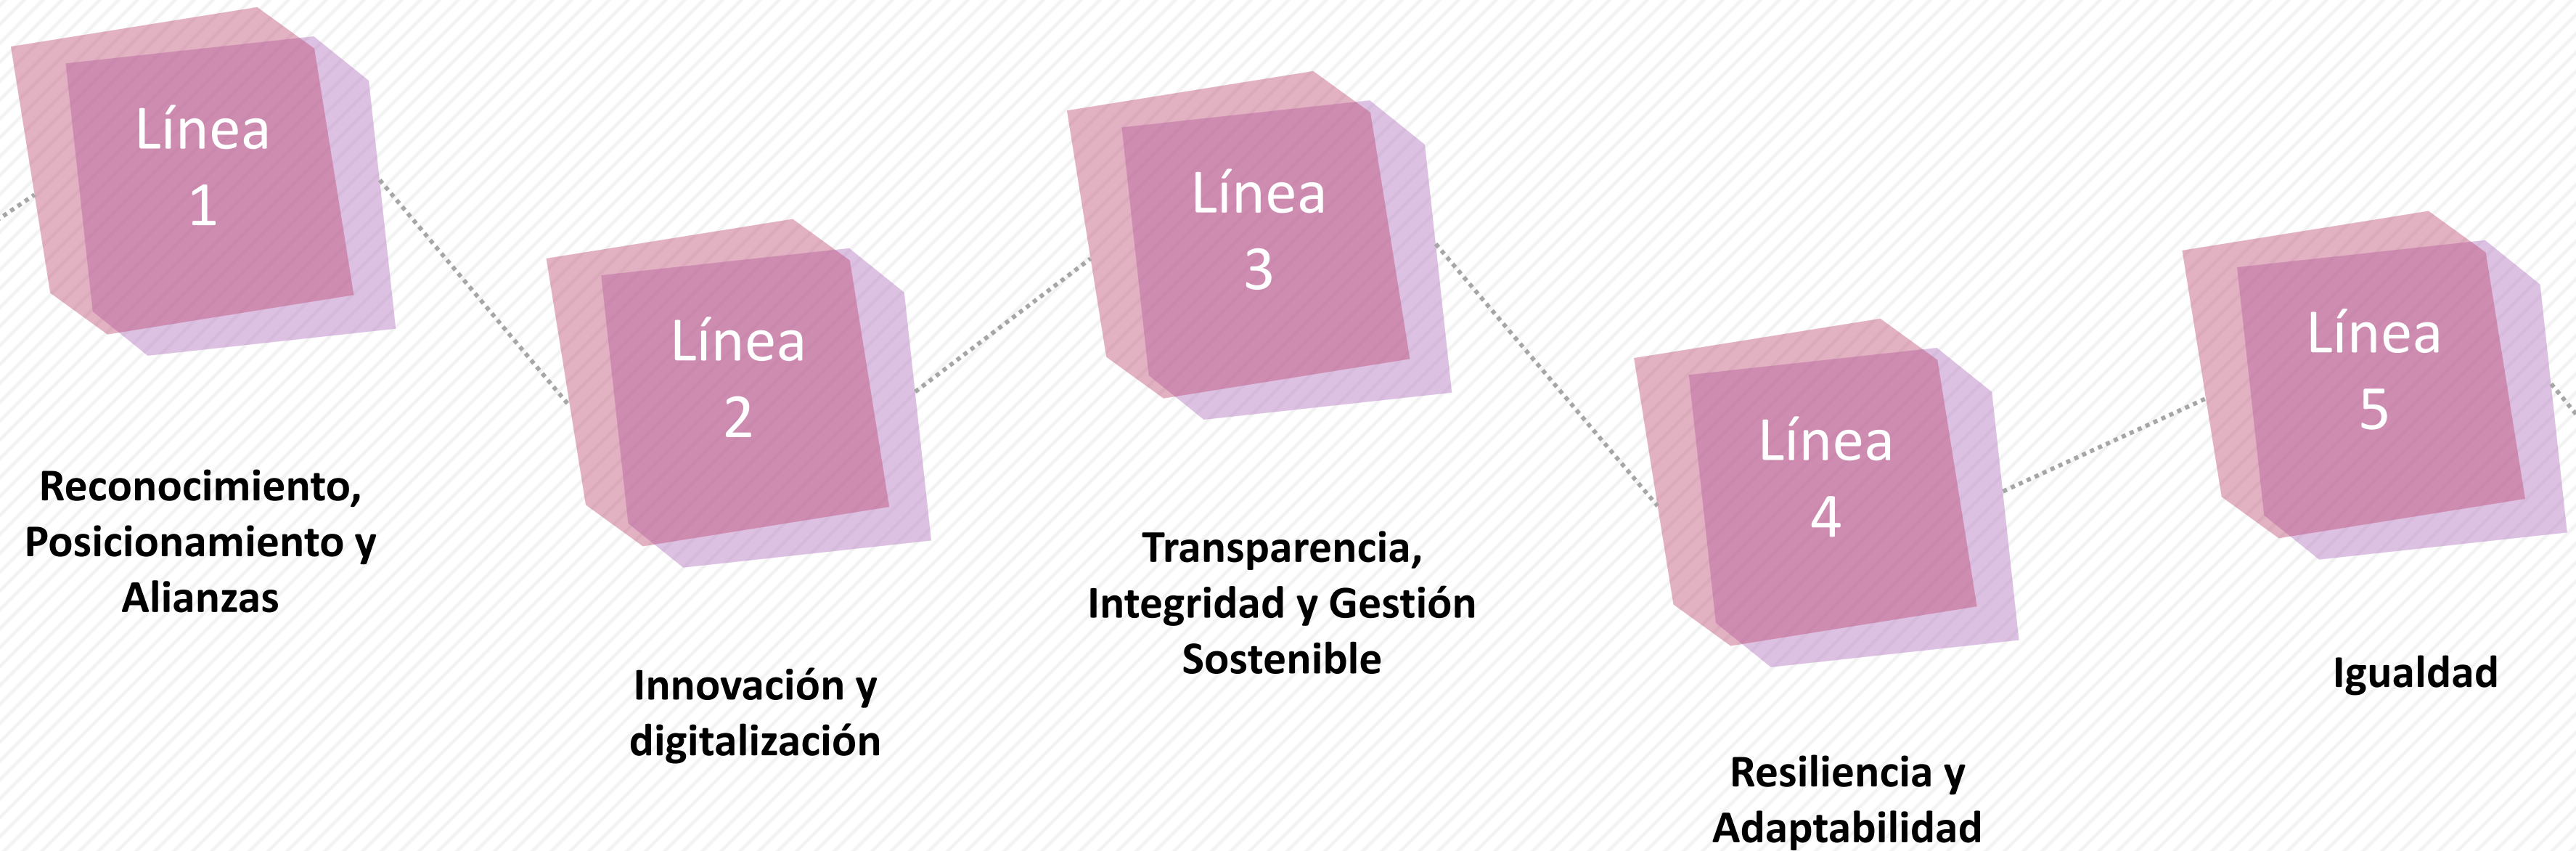 Línea
1
Reconocimiento,
Posicionamiento y
Alianzas
Línea
2
Innovación y
digitalización
Línea
3
Transparencia,
Integridad y Gestión
Sostenible
Línea
4
Resiliencia y
Adaptabilidad
Línea
5
Igualdad